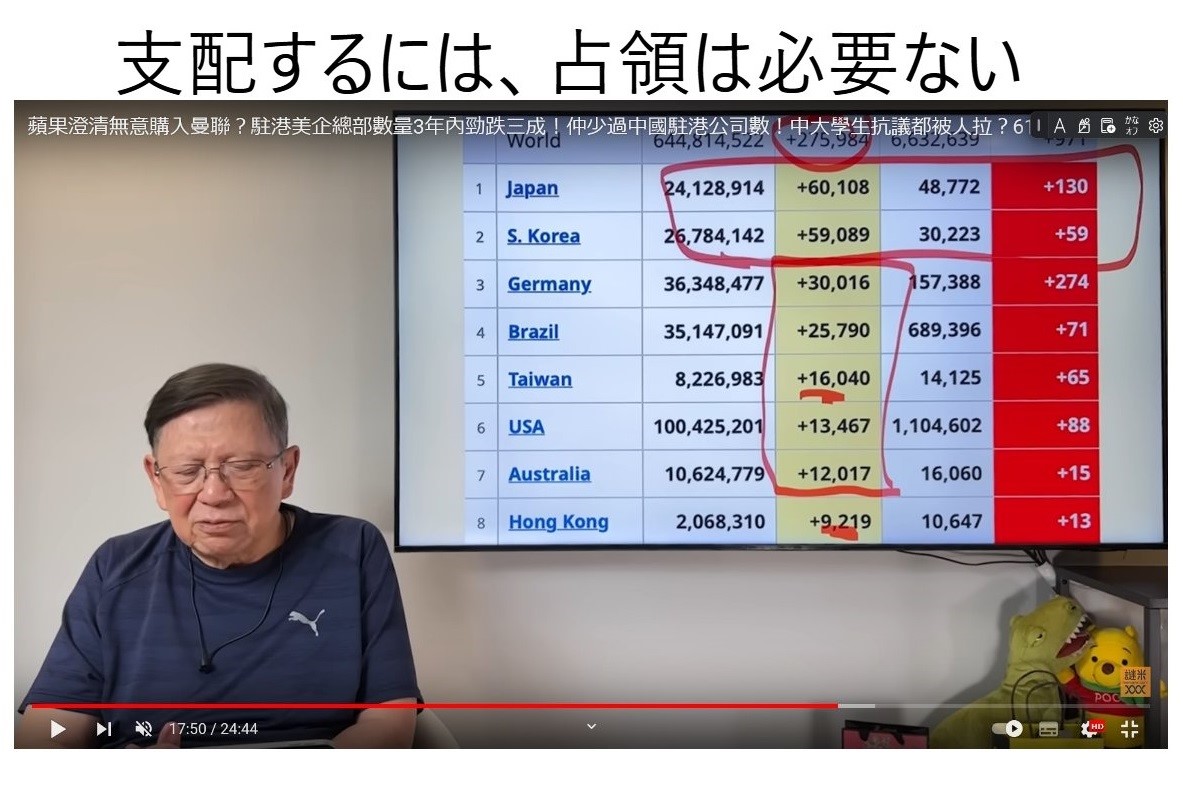 支配するには、占領は必要ない
蘋果澄清無意購入曼聯？駐港美企總部數量3年內勁跌三成！仲少過中國駐港公司數！中大學生抗議都被人拉？61
World 644,814,522 +275,984 6,632,639 +971
1 Japan 24,128,914 +60,108 48,772 +130
2 S. Korea 26,784,142 +59,089 30,223 +59
3 Germany 36,348,477 +30,016 157,388 +274
4 Brazil 35,147,091 +25,790 689,396 +71
5 Taiwan 8,226,983 +16,040 14,125 +65
6 USA 100,425,201 +13,467 1,104,602 +88
7 Australia 10,624,779 +12,017 16,060 +15
8 Hong Kong 2,068,310 +9,219 10,647 +13
謎米
XXX
POO
17:50 / 24:44
HD